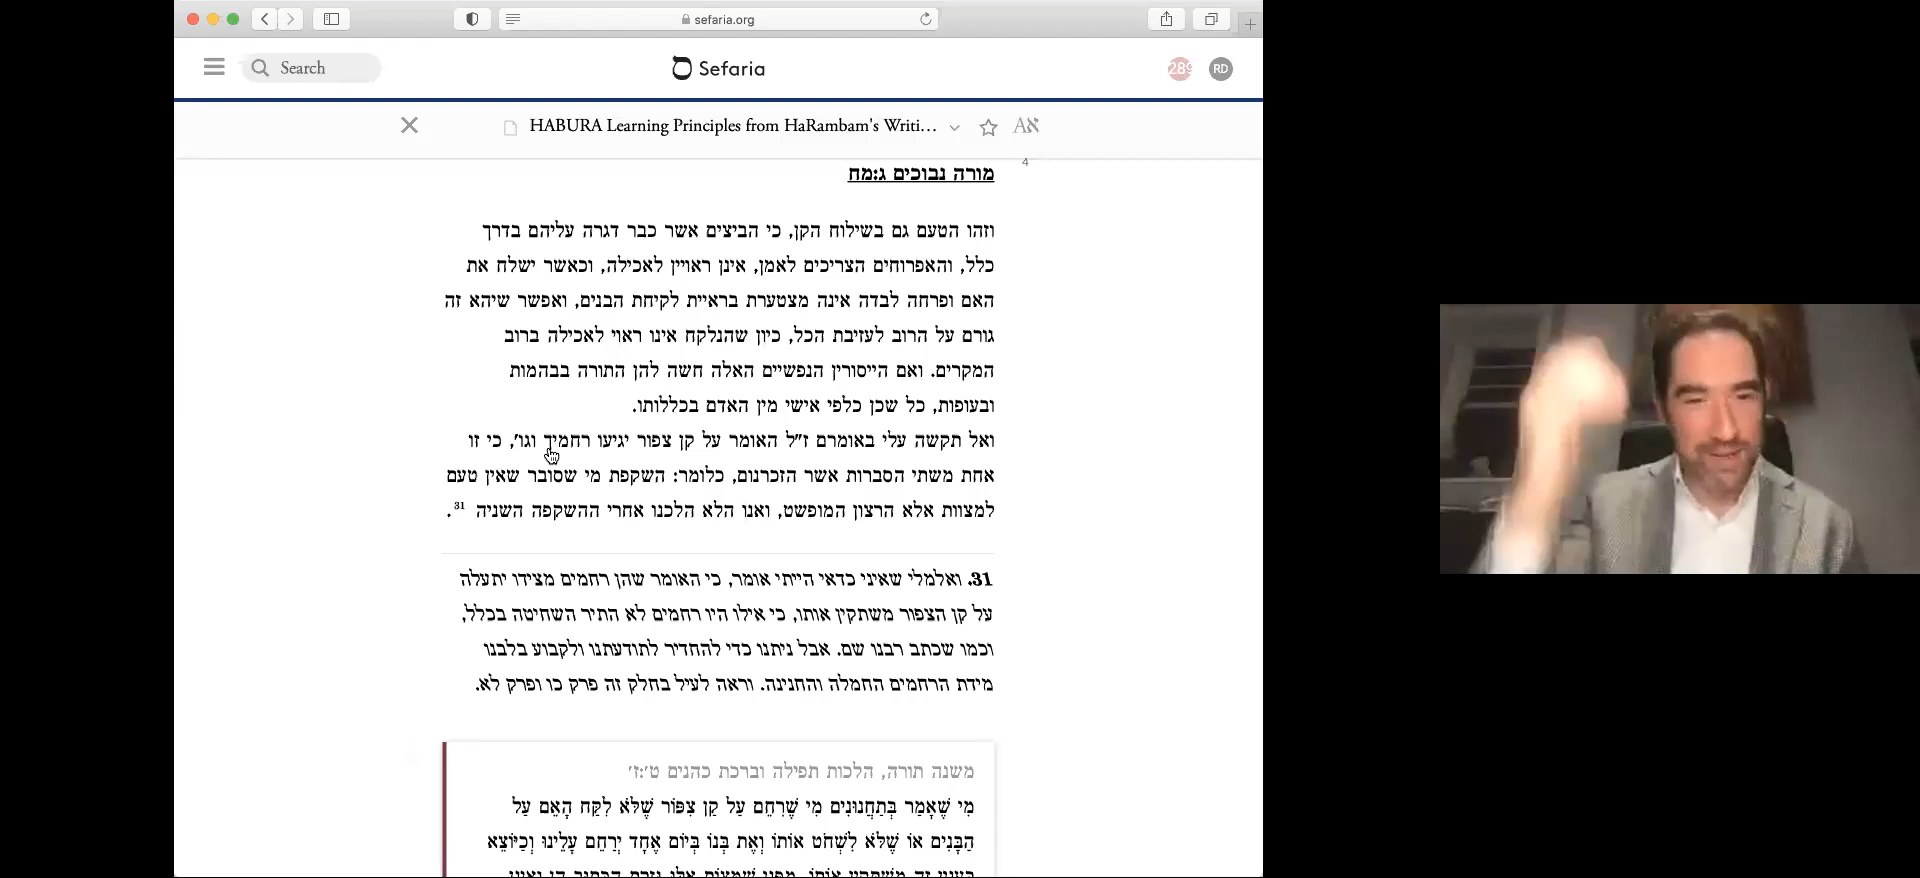 sefaria.org
Search
Sefaria
289
RD
HABURA Learning Principles from HaRambam's Writi…
Aא
4
מורה נבוכים ג:מח
וזהו הטעם גם בשילוח הקן, כי הביצים אשר כבר דגרה עליהם בדרך
כלל, והאפרוחים הצריכים לאמן, אינן ראויין לאכילה, וכאשר ישלח את
האם ופרחה לבדה אינה מצטערת בראיית לקיחת הבנים, ואפשר שיהא זה
גורם על הרוב לעזיבת הכל, כיון שהנלקח אינו ראוי לאכילה ברוב
המקרים. ואם הייסורין הנפשיים האלה חשה להן התורה בבהמות
ובעופות, כל שכן כלפי אישי מין האדם בכללותו.
ואל תקשה עלי באומרם ז״ל האומר על קן צפור יגיעו רחמיך וגו׳, כי זו
אחת משתי הסברות אשר הזכרנום, כלומר: השקפת מי שסובר שאין טעם
למצוות אלא הרצון המופשט, ואנו הלא הלכנו אחרי ההשקפה השניה 31.
31. ואלמלי שאיני כדאי הייתי אומר, כי האומר שהן רחמים מצידו יתעלה
על קן הצפור משתקין אותו, כי אילו היו רחמים לא התיר השחיטה בכלל,
וכמו שכתב רבנו שם. אבל ניתנו כדי להחדיר לתודעתנו ולקבוע בלבנו
מידת הרחמים החמלה והחנינה. וראה לעיל בחלק זה פרק כו ופרק לא.
משנה תורה, הלכות תפילה וברכת כהנים ט׳:ז׳
מִי שֶׁאָמַר בְּתַחֲנוּנִים מִי שֶׁרִחֵם עַל קַן צִפּוֹר שֶׁלֹּא לִקַּח הָאֵם עַל
הַבָּנִים אוֹ שֶׁלֹּא לִשְׁחֹט אוֹתוֹ וְאֶת בְּנוֹ בְּיוֹם אֶחָד יְרַחֵם עָלֵינוּ וְכַיּוֹצֵא